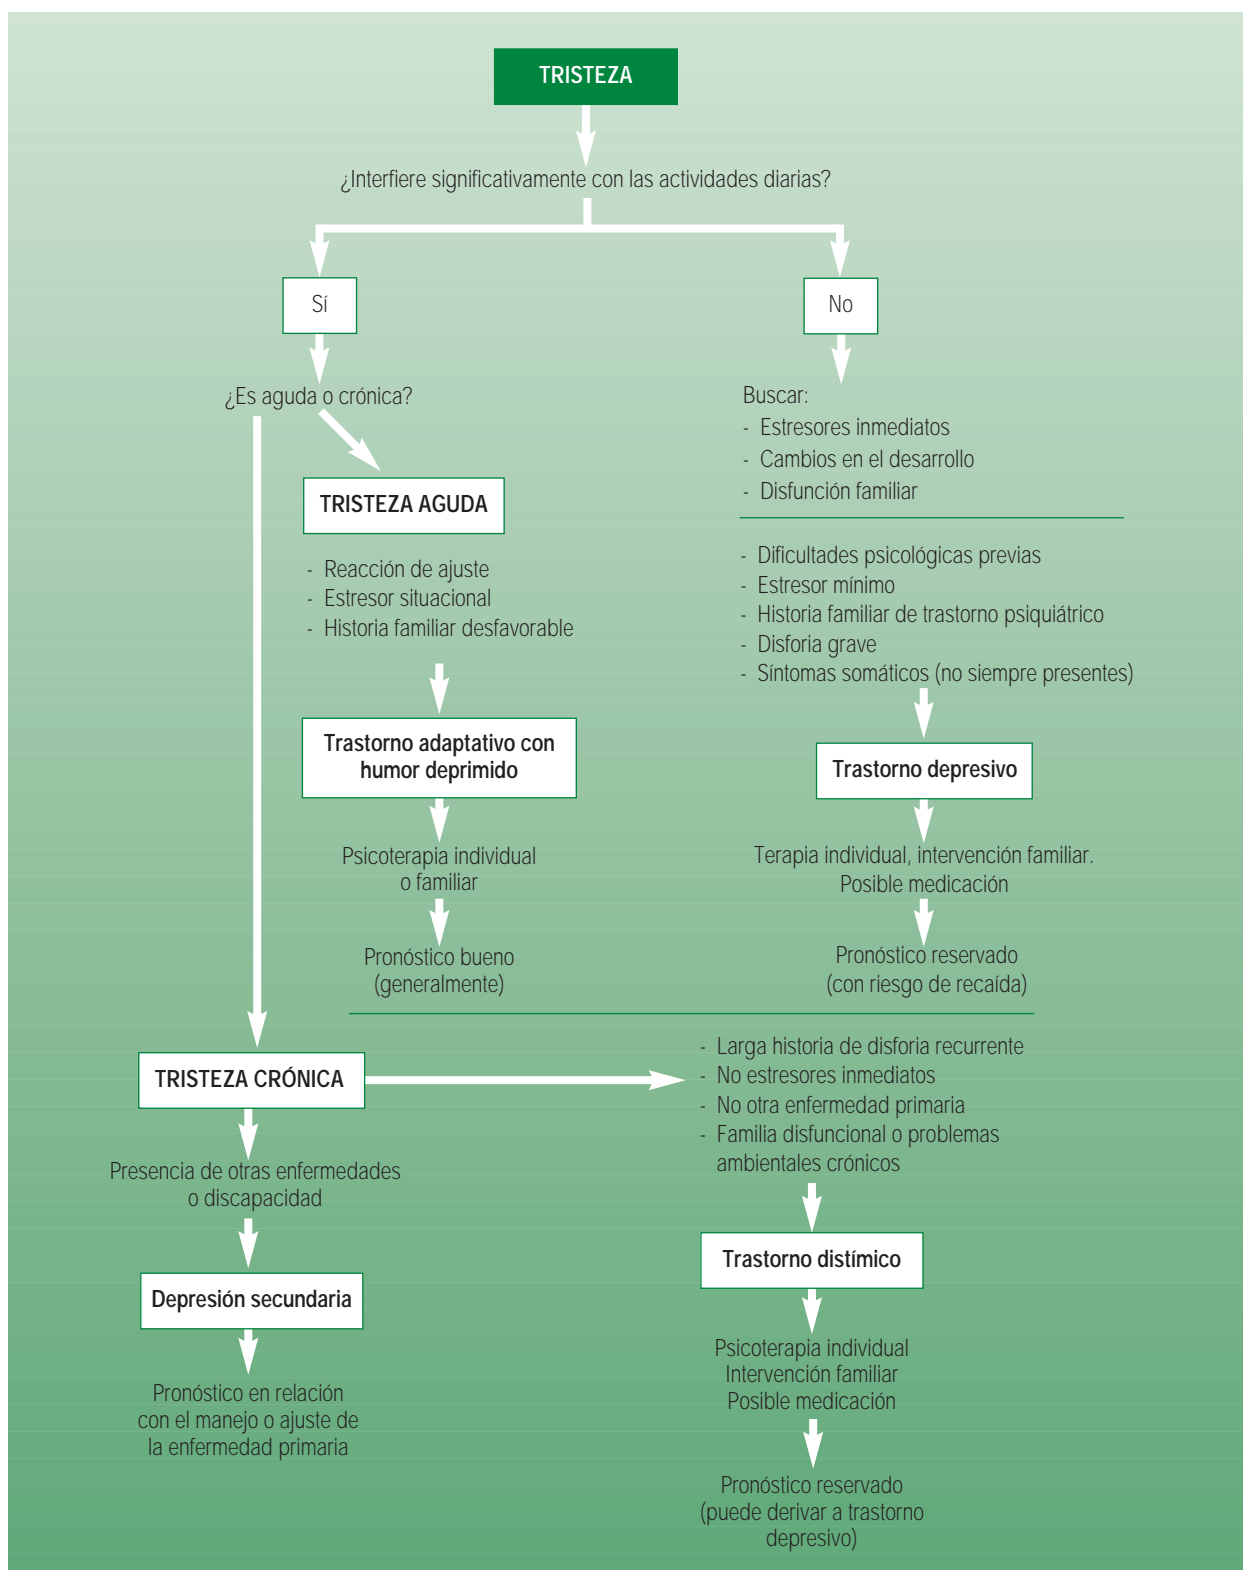 TRISTEZA
¿Interfiere significativamente con las actividades diarias?
Sí
No
¿Es aguda o crónica?
TRISTEZA AGUDA
- Reacción de ajuste
- Estresor situacional
- Historia familiar desfavorable
Trastorno adaptativo con
humor deprimido
Psicoterapia individual
o familiar
Pronóstico bueno
(generalmente)
Buscar:
- Estresores inmediatos
- Cambios en el desarrollo
- Disfunción familiar
- Dificultades psicológicas previas
- Estresor mínimo
- Historia familiar de trastorno psiquiátrico
- Disforia grave
- Síntomas somáticos (no siempre presentes)
Trastorno depresivo
Terapia individual, intervención familiar.
Posible medicación
Pronóstico reservado
(con riesgo de recaída)
TRISTEZA CRÓNICA
Presencia de otras enfermedades
o discapacidad
Depresión secundaria
Pronóstico en relación
con el manejo o ajuste de
la enfermedad primaria
- Larga historia de disforia recurrente
- No estresores inmediatos
- No otra enfermedad primaria
- Familia disfuncional o problemas
ambientales crónicos
Trastorno distímico
Psicoterapia individual
Intervención familiar
Posible medicación
Pronóstico reservado
(puede derivar a trastorno
depresivo)